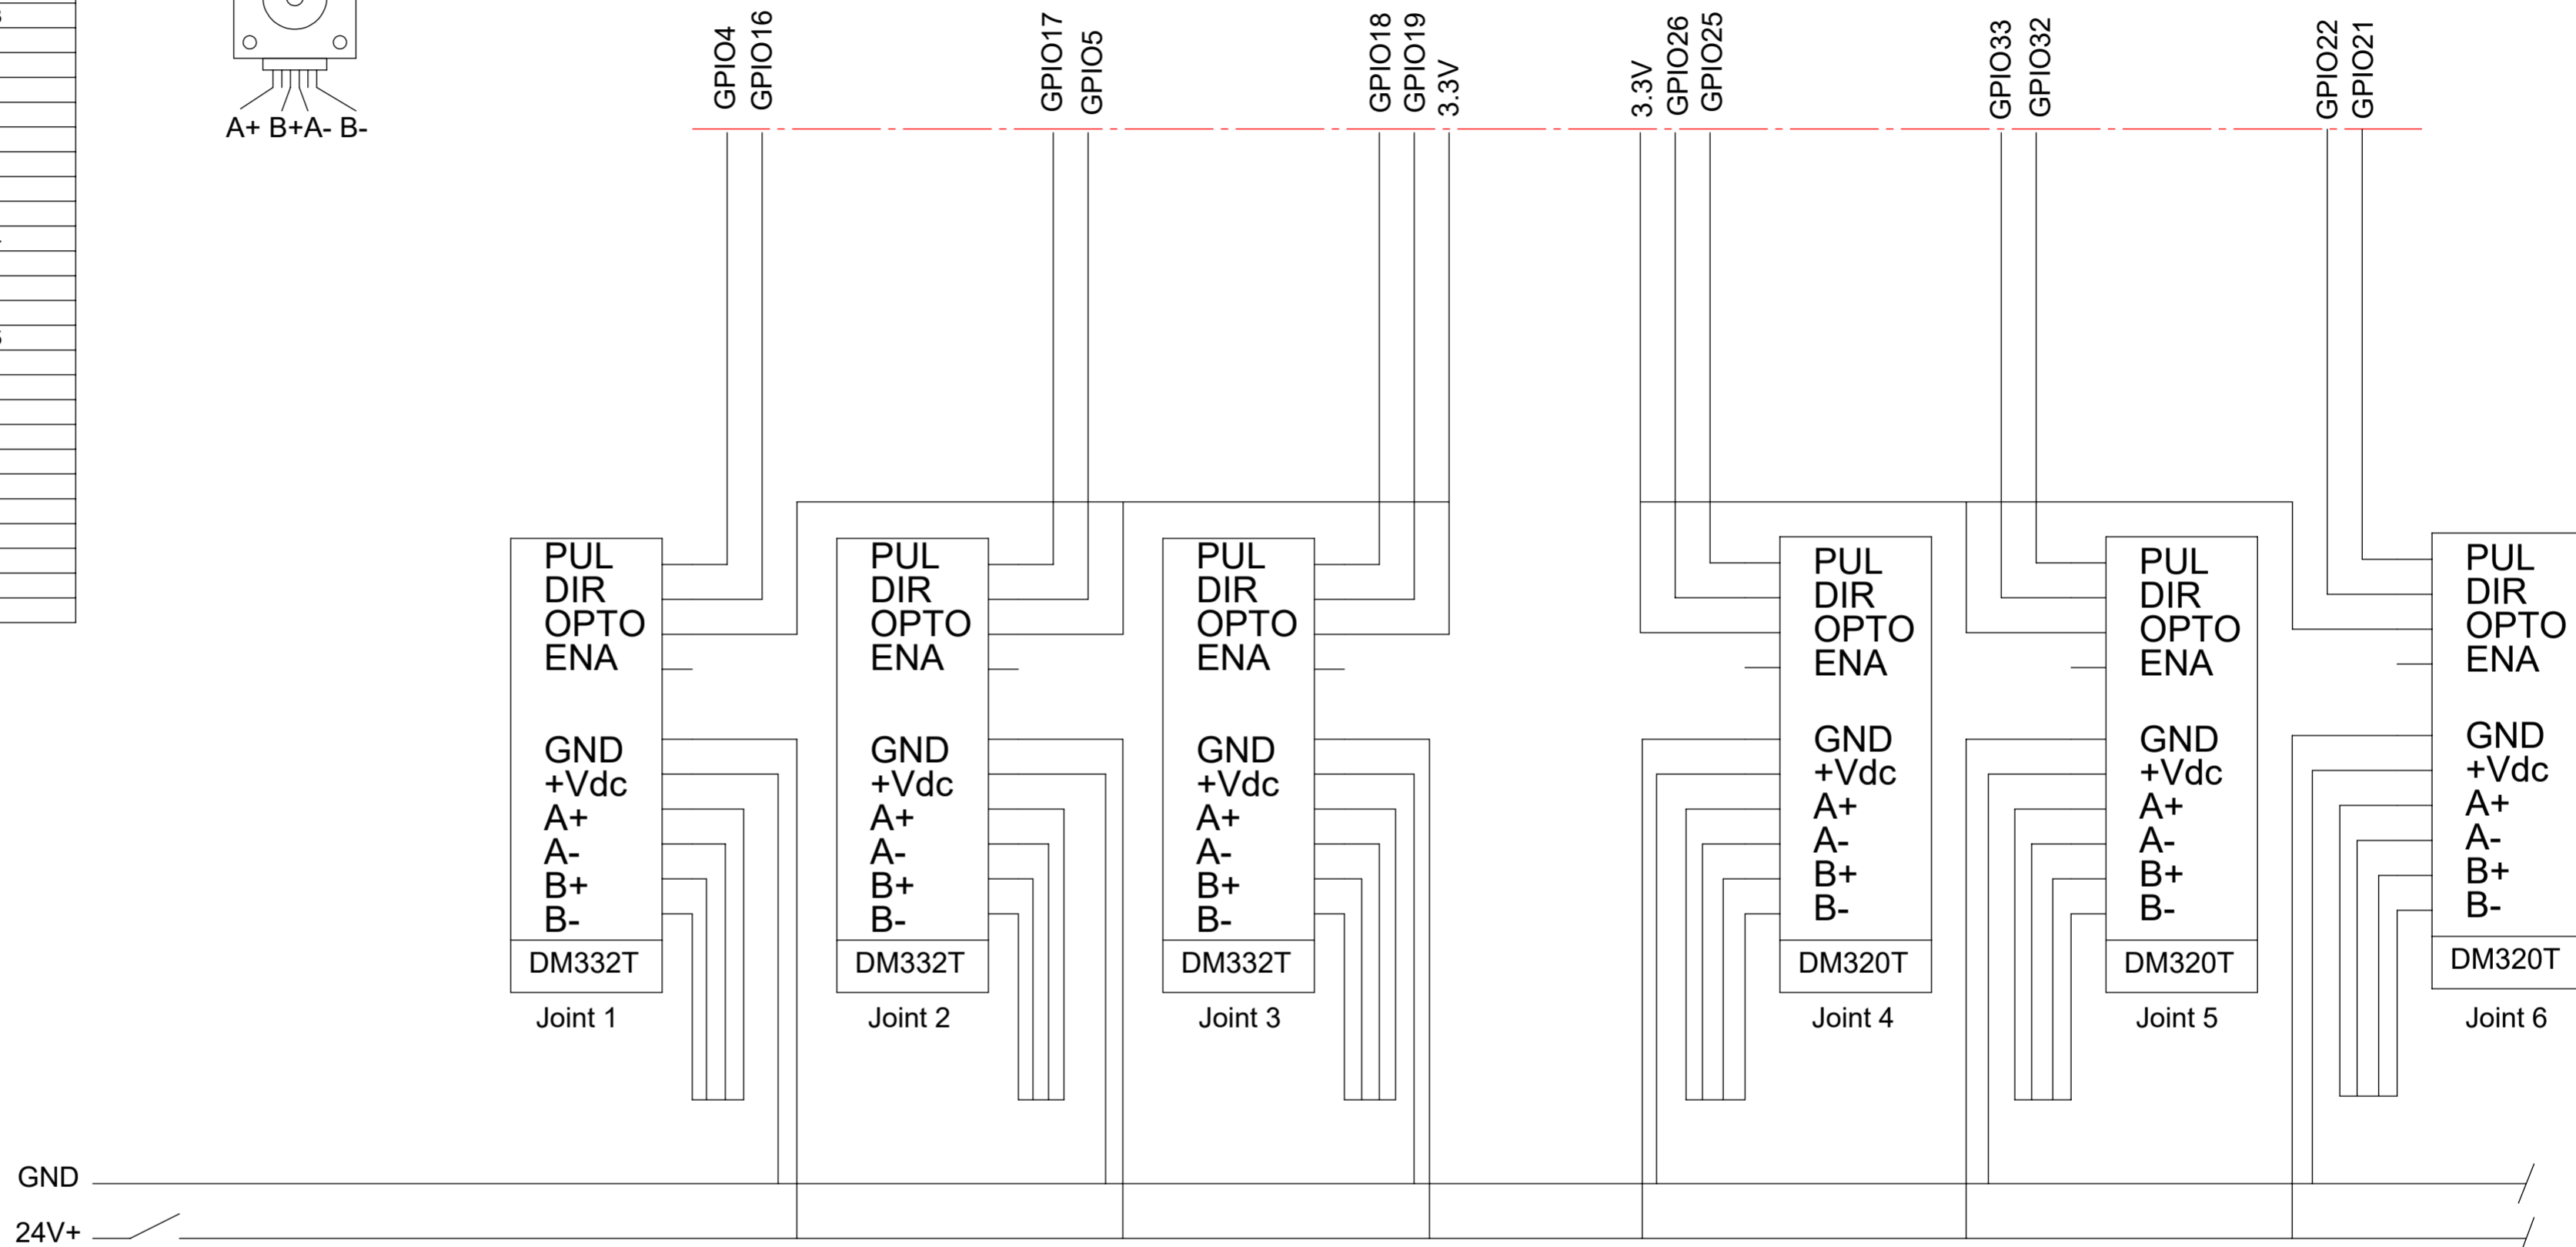 GPIO4
GPIO16
GPIO17
GPIO5
GPIO18
GPIO19
3.3V
3.3V
GPIO26
GPIO25
GPIO33
GPIO32
GPIO22
GPIO21
A+ B+A- B-
PUL
DIR
OPTO
ENA
GND
+Vdc
A+
A-
B+
B-
DM332T
Joint 1
PUL
DIR
OPTO
ENA
GND
+Vdc
A+
A-
B+
B-
DM332T
Joint 2
PUL
DIR
OPTO
ENA
GND
+Vdc
A+
A-
B+
B-
DM332T
Joint 3
PUL
DIR
OPTO
ENA
GND
+Vdc
A+
A-
B+
B-
DM320T
Joint 4
PUL
DIR
OPTO
ENA
GND
+Vdc
A+
A-
B+
B-
DM320T
Joint 5
PUL
DIR
OPTO
ENA
GND
+Vdc
A+
A-
B+
B-
DM320T
Joint 6
GND
24V+